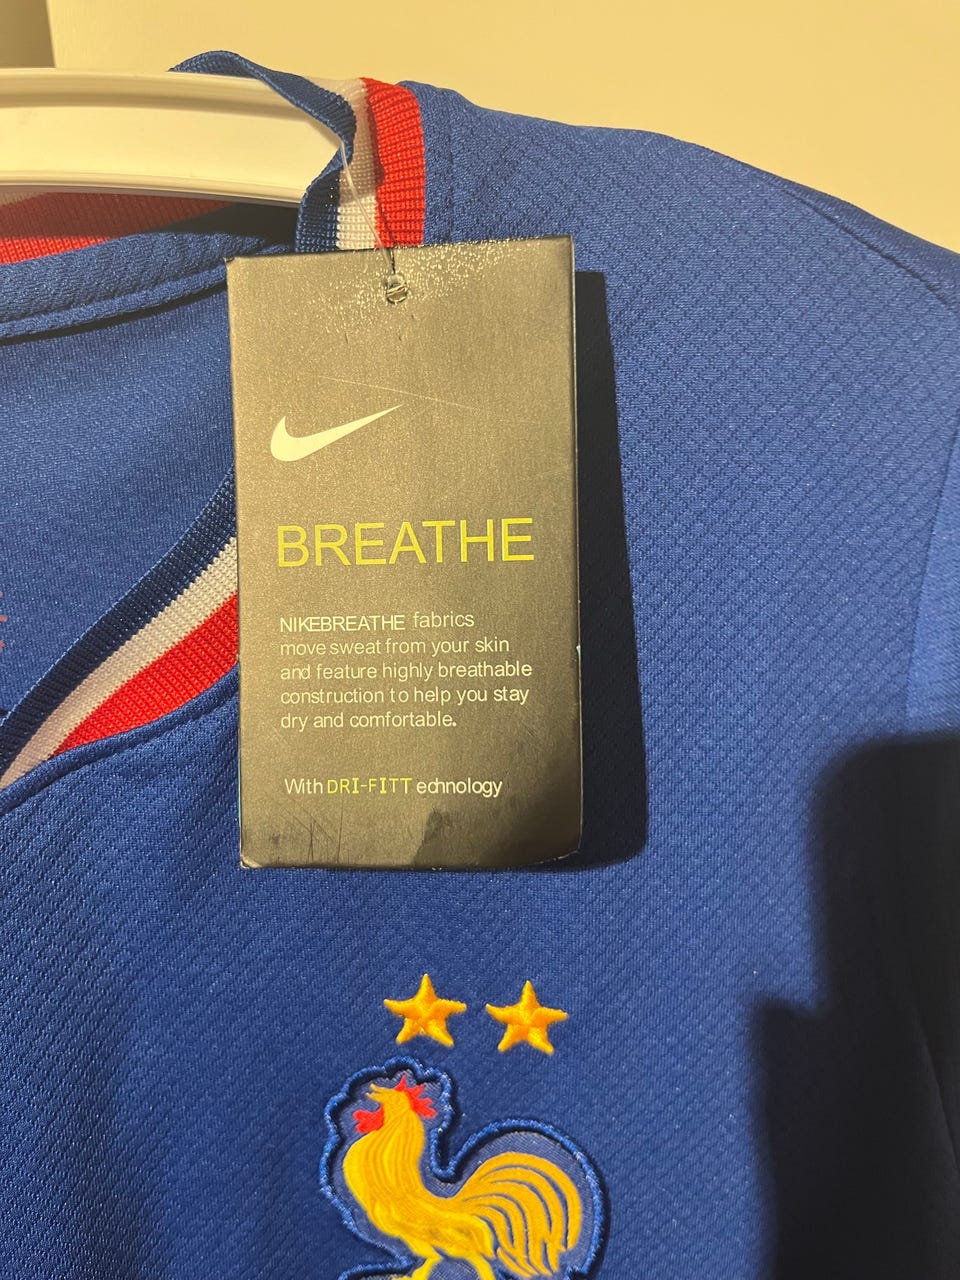 BREATHE
NIKEBREATHE fabrics
move sweat from your skin
and feature highly breathable
construction to help you stay
dry and comfortable.
With DRI-FITT echnology